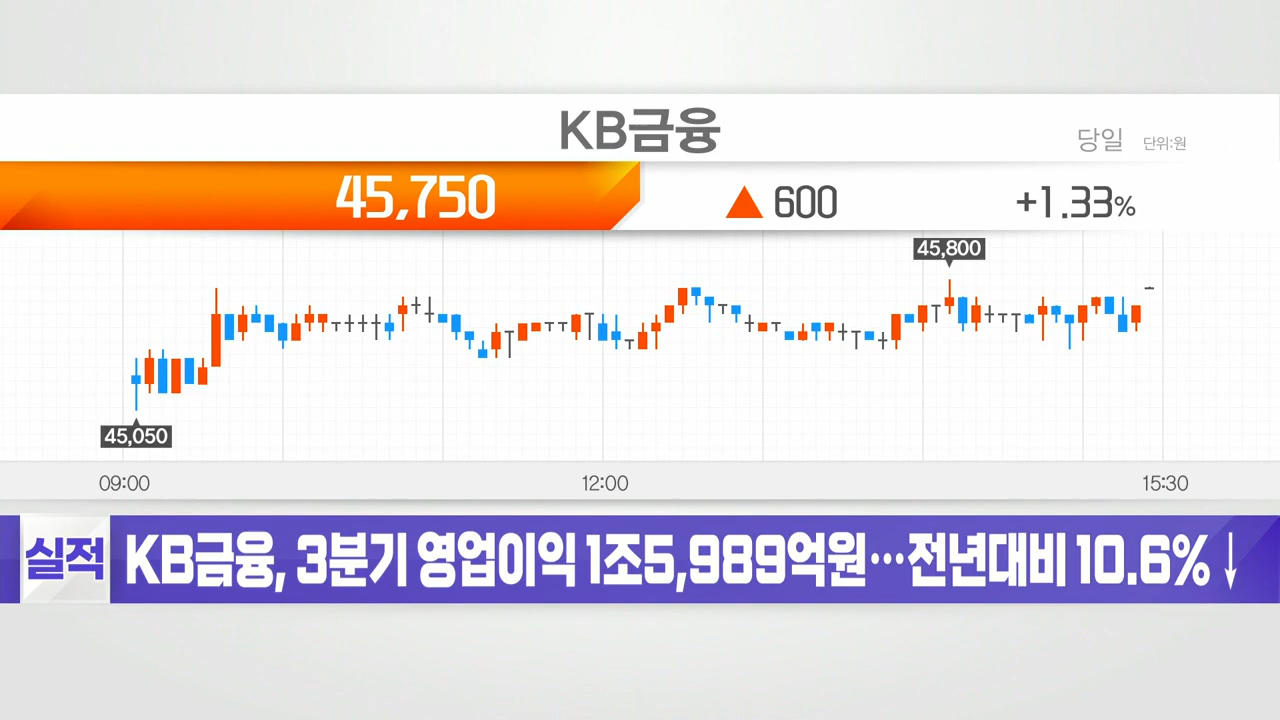 KB금융
당일 단위:원
45,750 ▲ 600 +1.33%
45,800
45,050
09:00 12:00 15:30
실적 KB금융, 3분기 영업이익 1조5,989억원…전년대비 10.6%↓